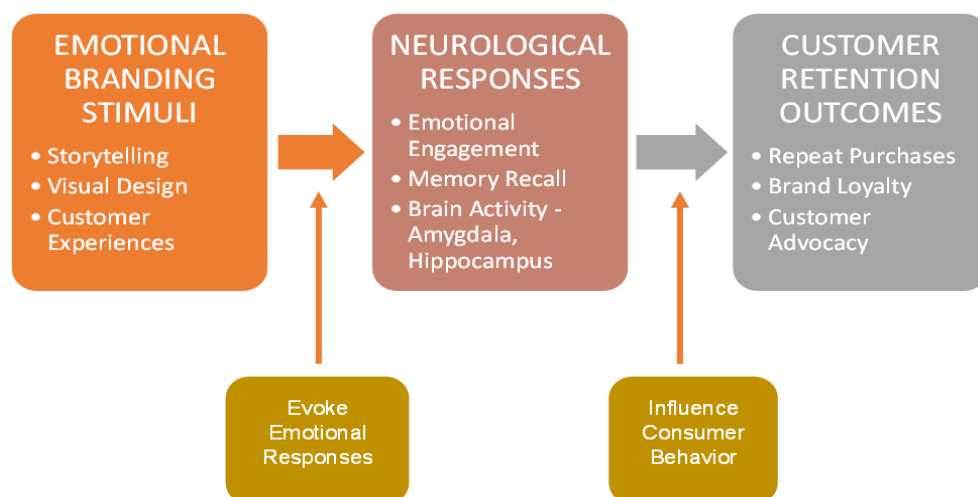 EMOTIONAL
BRANDING
STIMULI
• Storytelling
• Visual Design
• Customer
Experiences
NEUROLOGICAL
RESPONSES
• Emotional
Engagement
• Memory Recall
• Brain Activity -
Amygdala,
Hippocampus
CUSTOMER
RETENTION
OUTCOMES
• Repeat Purchases
• Brand Loyalty
• Customer
Advocacy
Evoke
Emotional
Responses
Influence
Consumer
Behavior